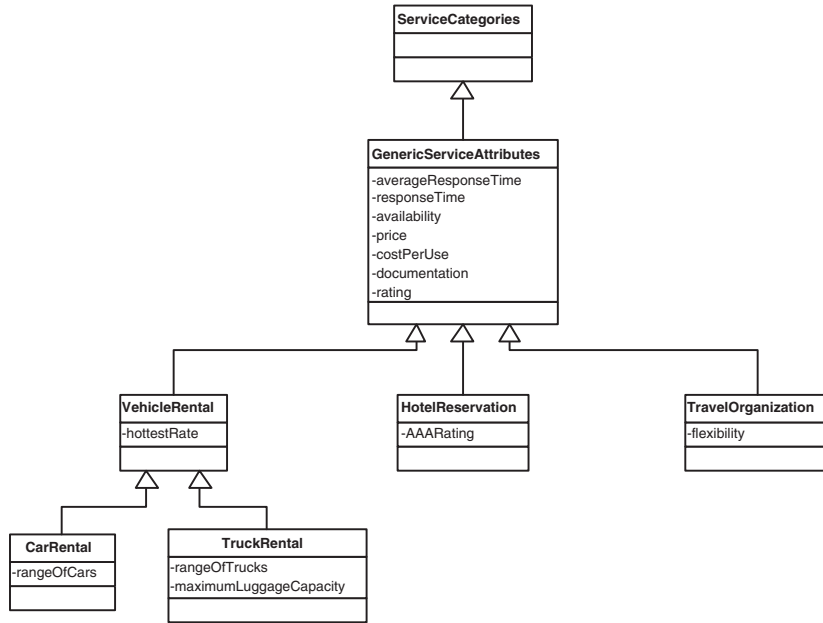 ServiceCategories
GenericServiceAttributes
-averageResponseTime
-responseTime
-availability
-price
-costPerUse
-documentation
-rating
VehicleRental
-hottestRate
HotelReservation
-AAARating
TravelOrganization
-flexibility
CarRental
-rangeOfCars
TruckRental
-rangeOfTrucks
-maximumLuggageCapacity